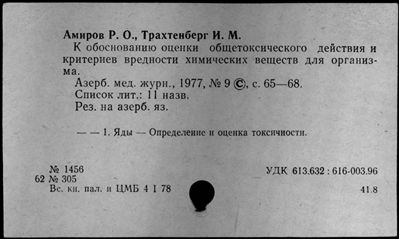 Амиров Р. О., Трахтенберг И. М.
К обоснованию оценки общетоксического действия и
критериев вредности химических веществ для организ-
ма.
Азерб. мед. журн., 1977, № 9 ©, с. 65—68.
Список лит.: 11 назв.
Рез. на азерб. яз.
— — 1. Яды — Определение и оценка токсичности.
№ 1456
УДК 613.632 : 616-003.96
62 № 305
Вс. кн. пал. и ЦМБ 4 I 78
41.8